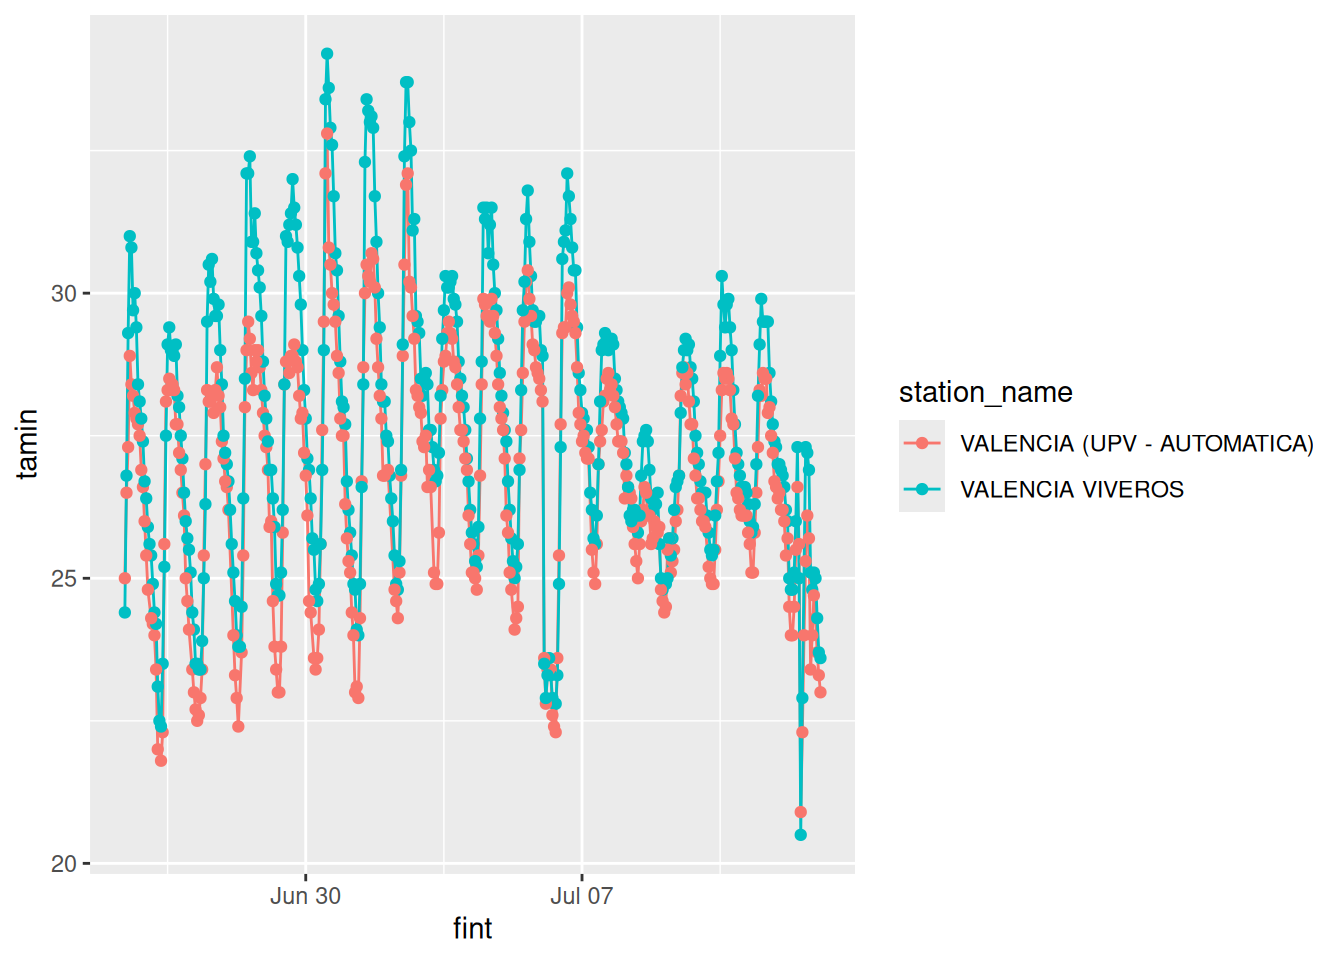 tamin
30
25
20
Jun 30
Jul 07
fint
station_name
VALENCIA (UPV - AUTOMATICA)
VALENCIA VIVEROS